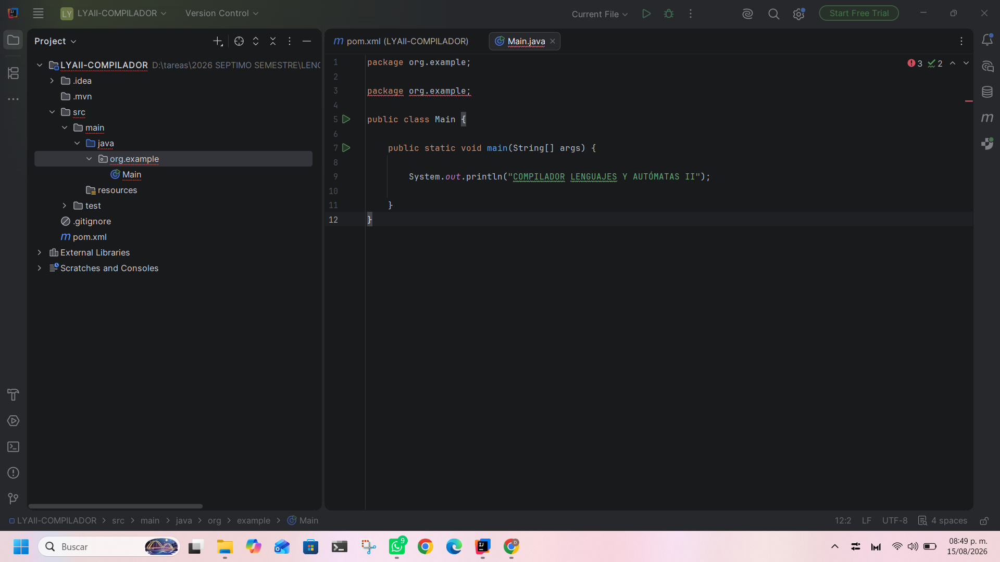 LY LYAII-COMPILADOR
Version Control
Current File
Start Free Trial
Project
pom.xml (LYAII-COMPILADOR)
Main.java
LYAII-COMPILADOR D:\tareas\2026 SEPTIMO SEMESTRE\LENG
.idea
.mvn
src
main
java
org.example
Main
resources
test
.gitignore
m pom.xml
External Libraries
Scratches and Consoles
3 2
1 package org.example;
2
3 package org.example;
4
5 public class Main {
6
7 public static void main(String[] args) {
8
9 System.out.println("COMPILADOR LENGUAJES Y AUTÓMATAS II");
10
11 }
12 }
LYAII-COMPILADOR > src > main > java > org > example > Main
12:2 LF UTF-8 4 spaces
Buscar
9
08:49 p. m.
15/08/2026